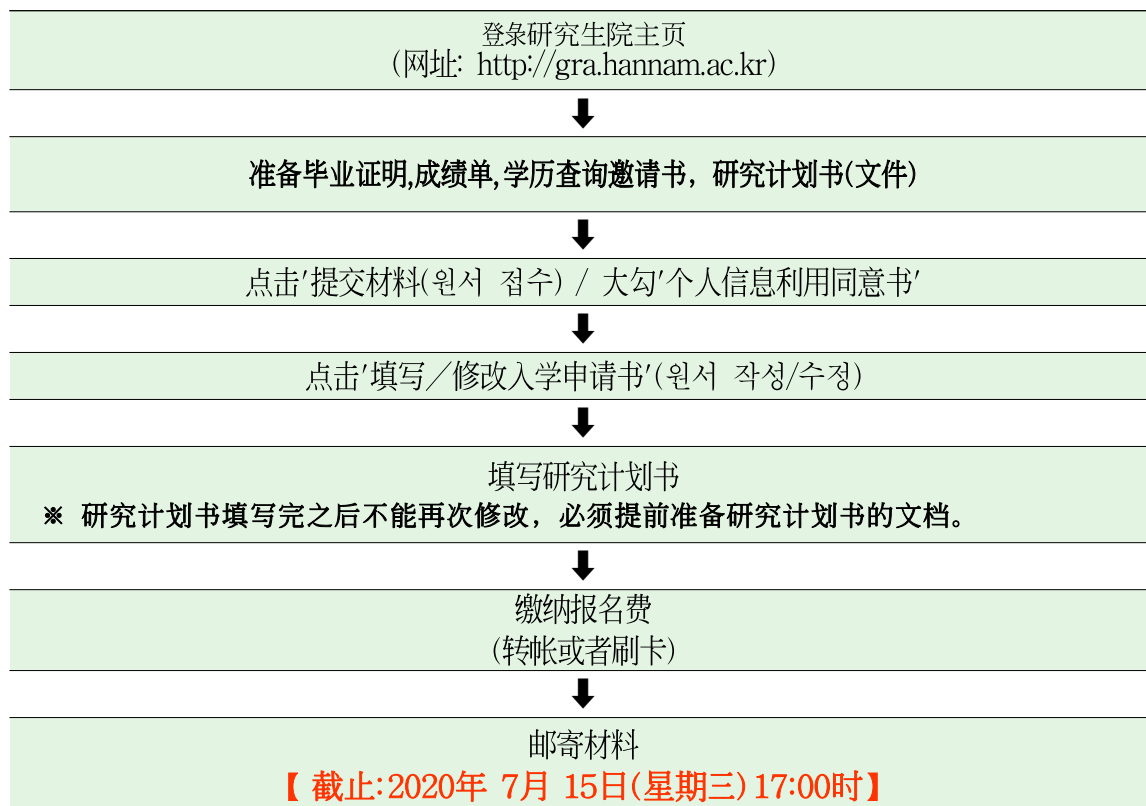 登录研究生院主页
(网址: http://gra.hannam.ac.kr)
准备毕业证明,成绩单,学历查询邀请书，研究计划书(文件)
点击'提交材料(원서 접수) / 大勾'个人信息利用同意书'
点击'填写／修改入学申请书'(원서 작성/수정)
填写研究计划书
※ 研究计划书填写完之后不能再次修改，必须提前准备研究计划书的文档。
缴纳报名费
(转帐或者刷卡)
邮寄材料
【 截止:2020年 7月 15日(星期三) 17:00时】